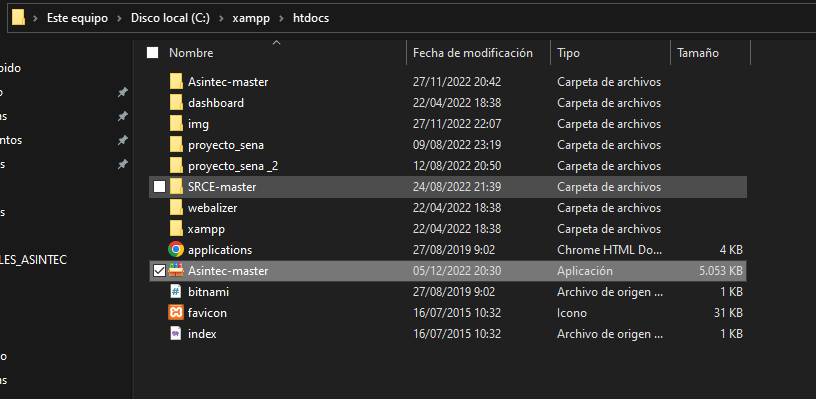 Este equipo > Disco local (C:) > xampp > htdocs
Nombre Fecha de modificación Tipo Tamaño
Asintec-master 27/11/2022 20:42 Carpeta de archivos
pido
dashboard 22/04/2022 18:38 Carpeta de archivos
o
img 27/11/2022 22:07 Carpeta de archivos
as
proyecto_sena 09/08/2022 23:19 Carpeta de archivos
ntos
proyecto_sena _2 12/08/2022 20:50 Carpeta de archivos
s
SRCE-master 24/08/2022 21:39 Carpeta de archivos
webalizer 22/04/2022 18:38 Carpeta de archivos
s
xampp 22/04/2022 18:38 Carpeta de archivos
applications 27/08/2019 9:02 Chrome HTML Do... 4 KB
LES_ASINTEC
Asintec-master 05/12/2022 20:30 Aplicación 5.053 KB
bitnami 27/08/2019 9:02 Archivo de origen ... 1 KB
favicon 16/07/2015 10:32 Icono 31 KB
index 16/07/2015 10:32 Archivo de origen ... 1 KB
o
as